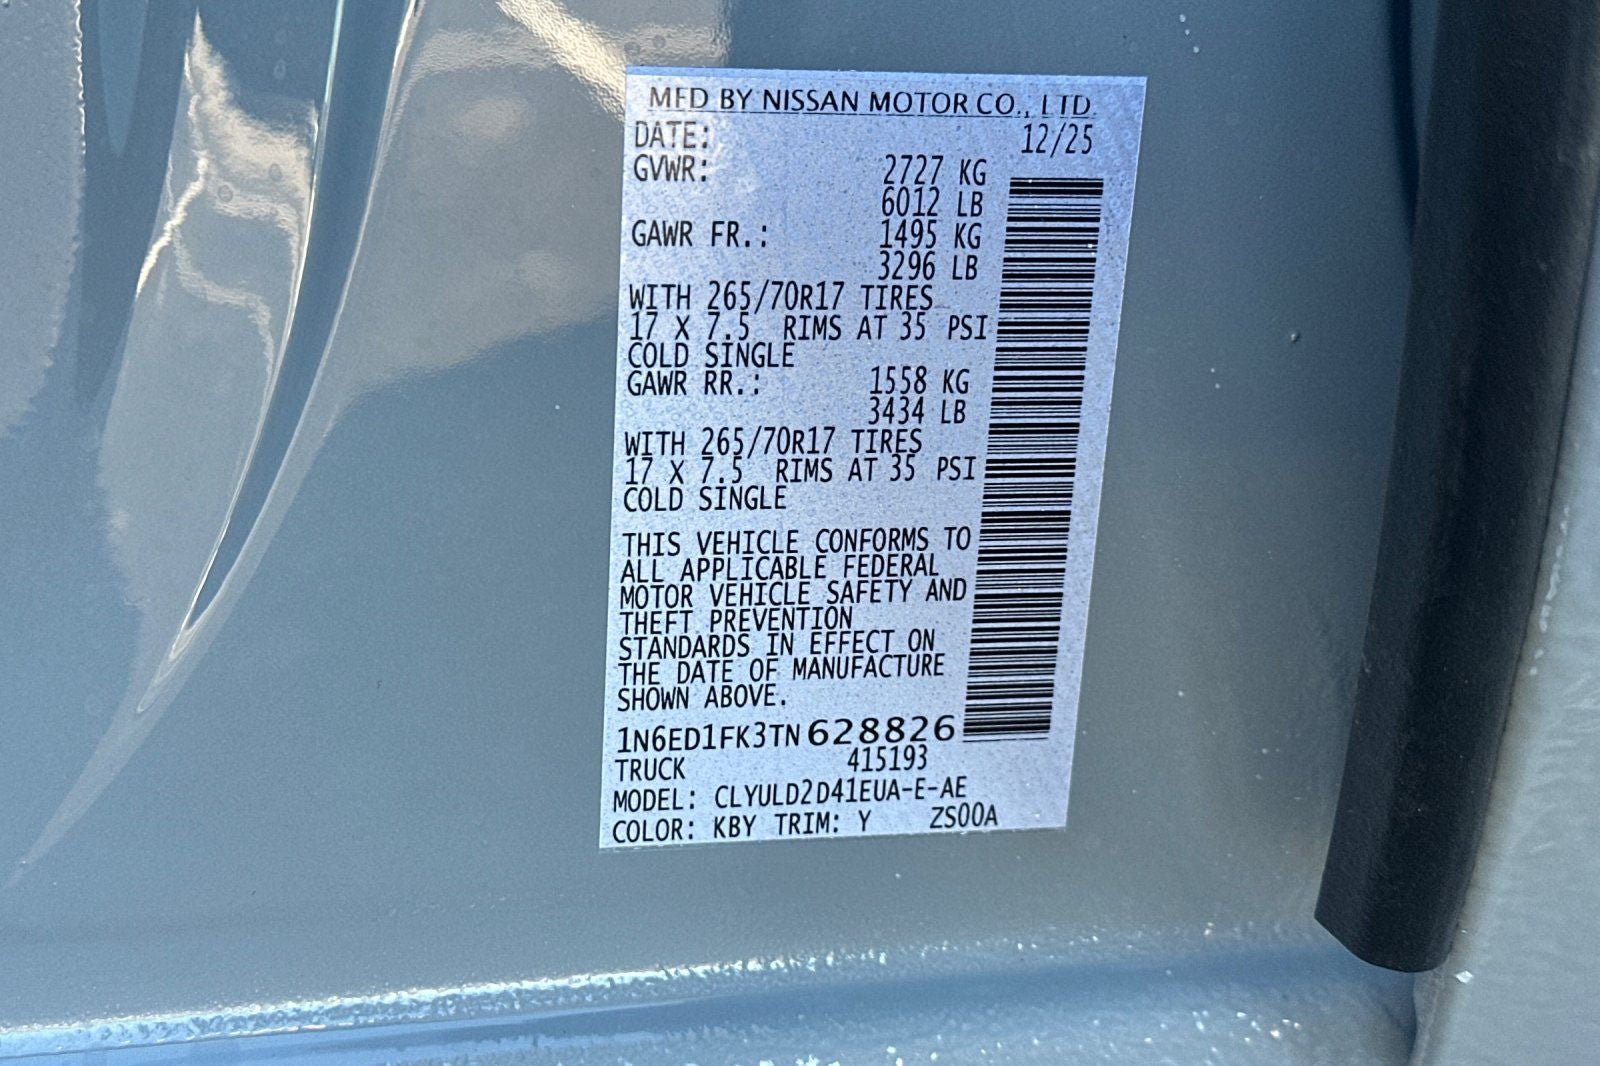 MFD BY NISSAN MOTOR CO., LTD.
DATE: 12/25
GVWR: 2727 KG
6012 LB
GAWR FR.: 1495 KG
3296 LB
WITH 265/70R17 TIRES
17 X 7.5 RIMS AT 35 PSI
COLD SINGLE
GAWR RR.: 1558 KG
3434 LB
WITH 265/70R17 TIRES
17 X 7.5 RIMS AT 35 PSI
COLD SINGLE
THIS VEHICLE CONFORMS TO
ALL APPLICABLE FEDERAL
MOTOR VEHICLE SAFETY AND
THEFT PREVENTION
STANDARDS IN EFFECT ON
THE DATE OF MANUFACTURE
SHOWN ABOVE.
1N6ED1FK3TN628826
TRUCK 415193
MODEL: CLYULD2D41EUA-E-AE
COLOR: KBY TRIM: Y ZS00A